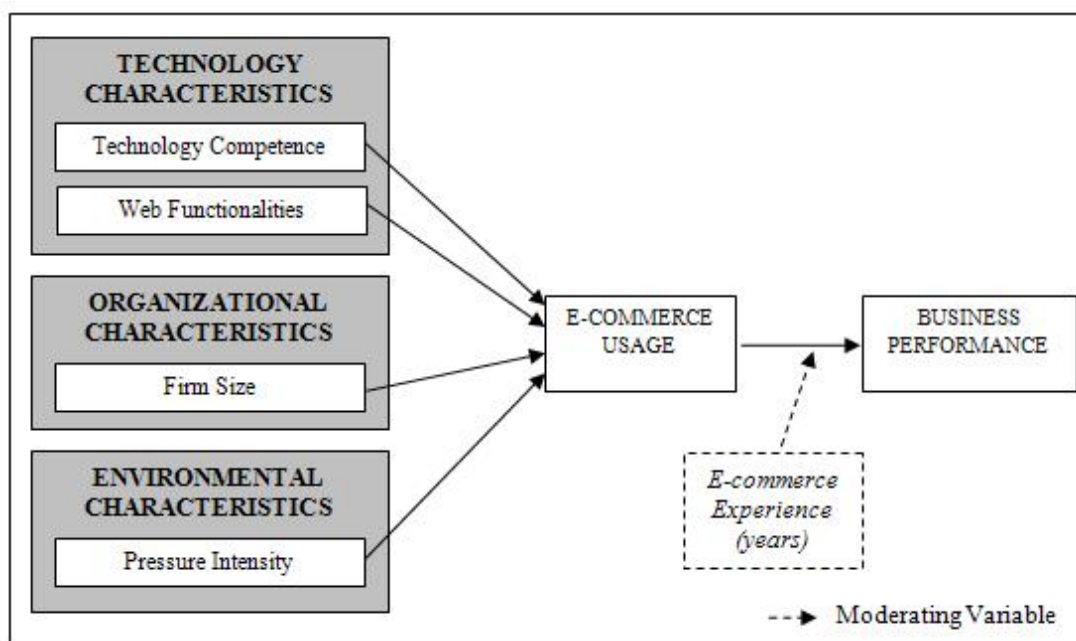 TECHNOLOGY
CHARACTERISTICS
Technology Competence
Web Functionalities
ORGANIZATIONAL
CHARACTERISTICS
Firm Size
ENVIRONMENTAL
CHARACTERISTICS
Pressure Intensity
E-COMMERCE
USAGE
BUSINESS
PERFORMANCE
E-commerce
Experience
(years)
Moderating Variable